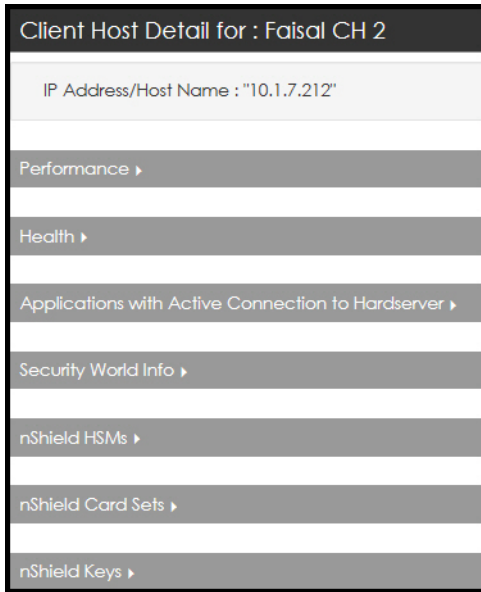 Client Host Detail for : Faisal CH 2
IP Address/Host Name : "10.1.7.212"
Performance
Health
Applications with Active Connection to Hardserver
Security World Info
nShield HSMs
nShield Card Sets
nShield Keys